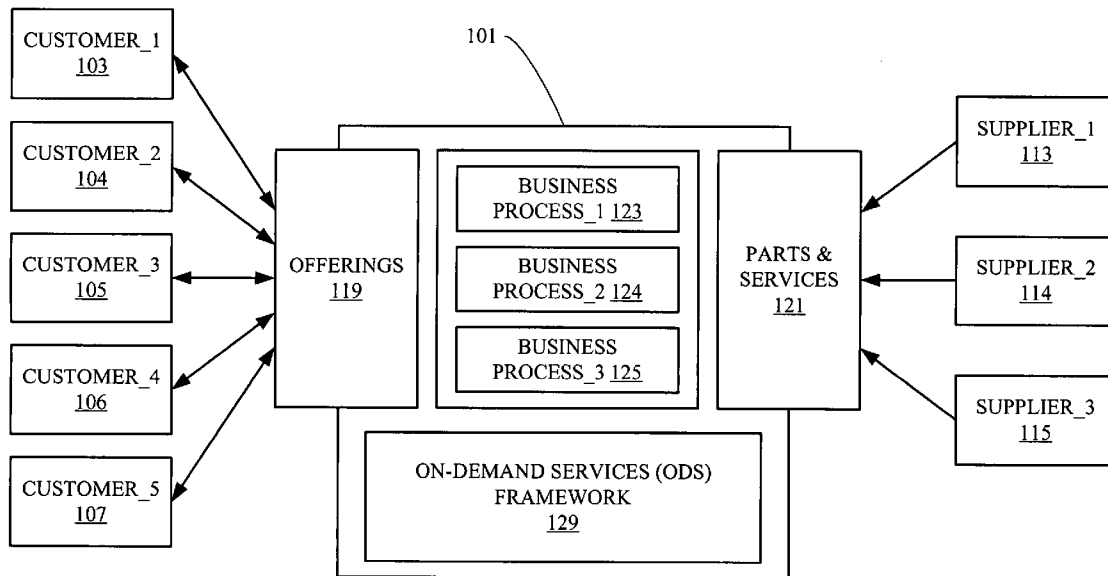 CUSTOMER_1
103
CUSTOMER_2
104
CUSTOMER_3
105
CUSTOMER_4
106
CUSTOMER_5
107
101
OFFERINGS
119
BUSINESS
PROCESS_1 123
BUSINESS
PROCESS_2 124
BUSINESS
PROCESS_3 125
PARTS &
SERVICES
121
ON-DEMAND SERVICES (ODS)
FRAMEWORK
129
SUPPLIER_1
113
SUPPLIER_2
114
SUPPLIER_3
115